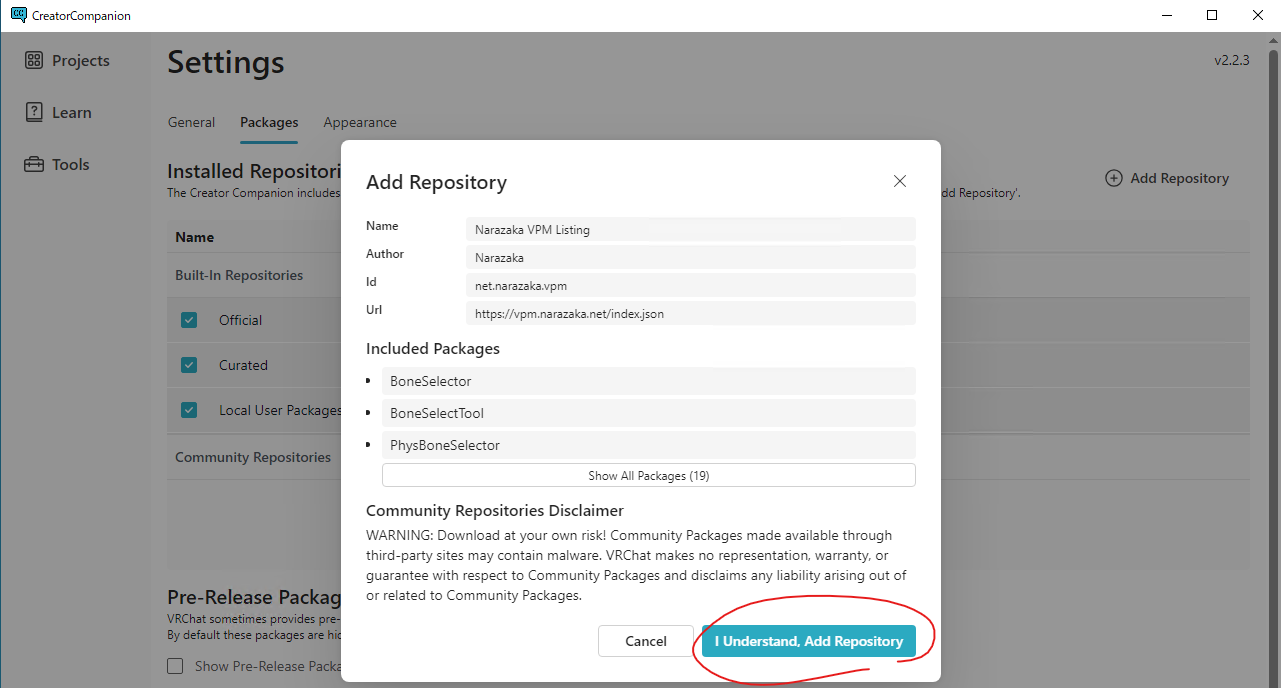 CreatorCompanion
Projects
Learn
Tools
Settings
v2.2.3
General Packages Appearance
Installed Repositori
The Creator Companion includes
dd Repository'.
Add Repository
Name
Built-In Repositories
Official
Curated
Local User Packages
Community Repositories
Pre-Release Packag
VRChat sometimes provides pre-
By default these packages are hid
Show Pre-Release Packa
Add Repository
Name Narazaka VPM Listing
Author Narazaka
Id net.narazaka.vpm
Url https://vpm.narazaka.net/index.json
Included Packages
BoneSelector
BoneSelectTool
PhysBoneSelector
Show All Packages (19)
Community Repositories Disclaimer
WARNING: Download at your own risk! Community Packages made available through
third-party sites may contain malware. VRChat makes no representation, warranty, or
guarantee with respect to Community Packages and disclaims any liability arising out of
or related to Community Packages.
Cancel
I Understand, Add Repository